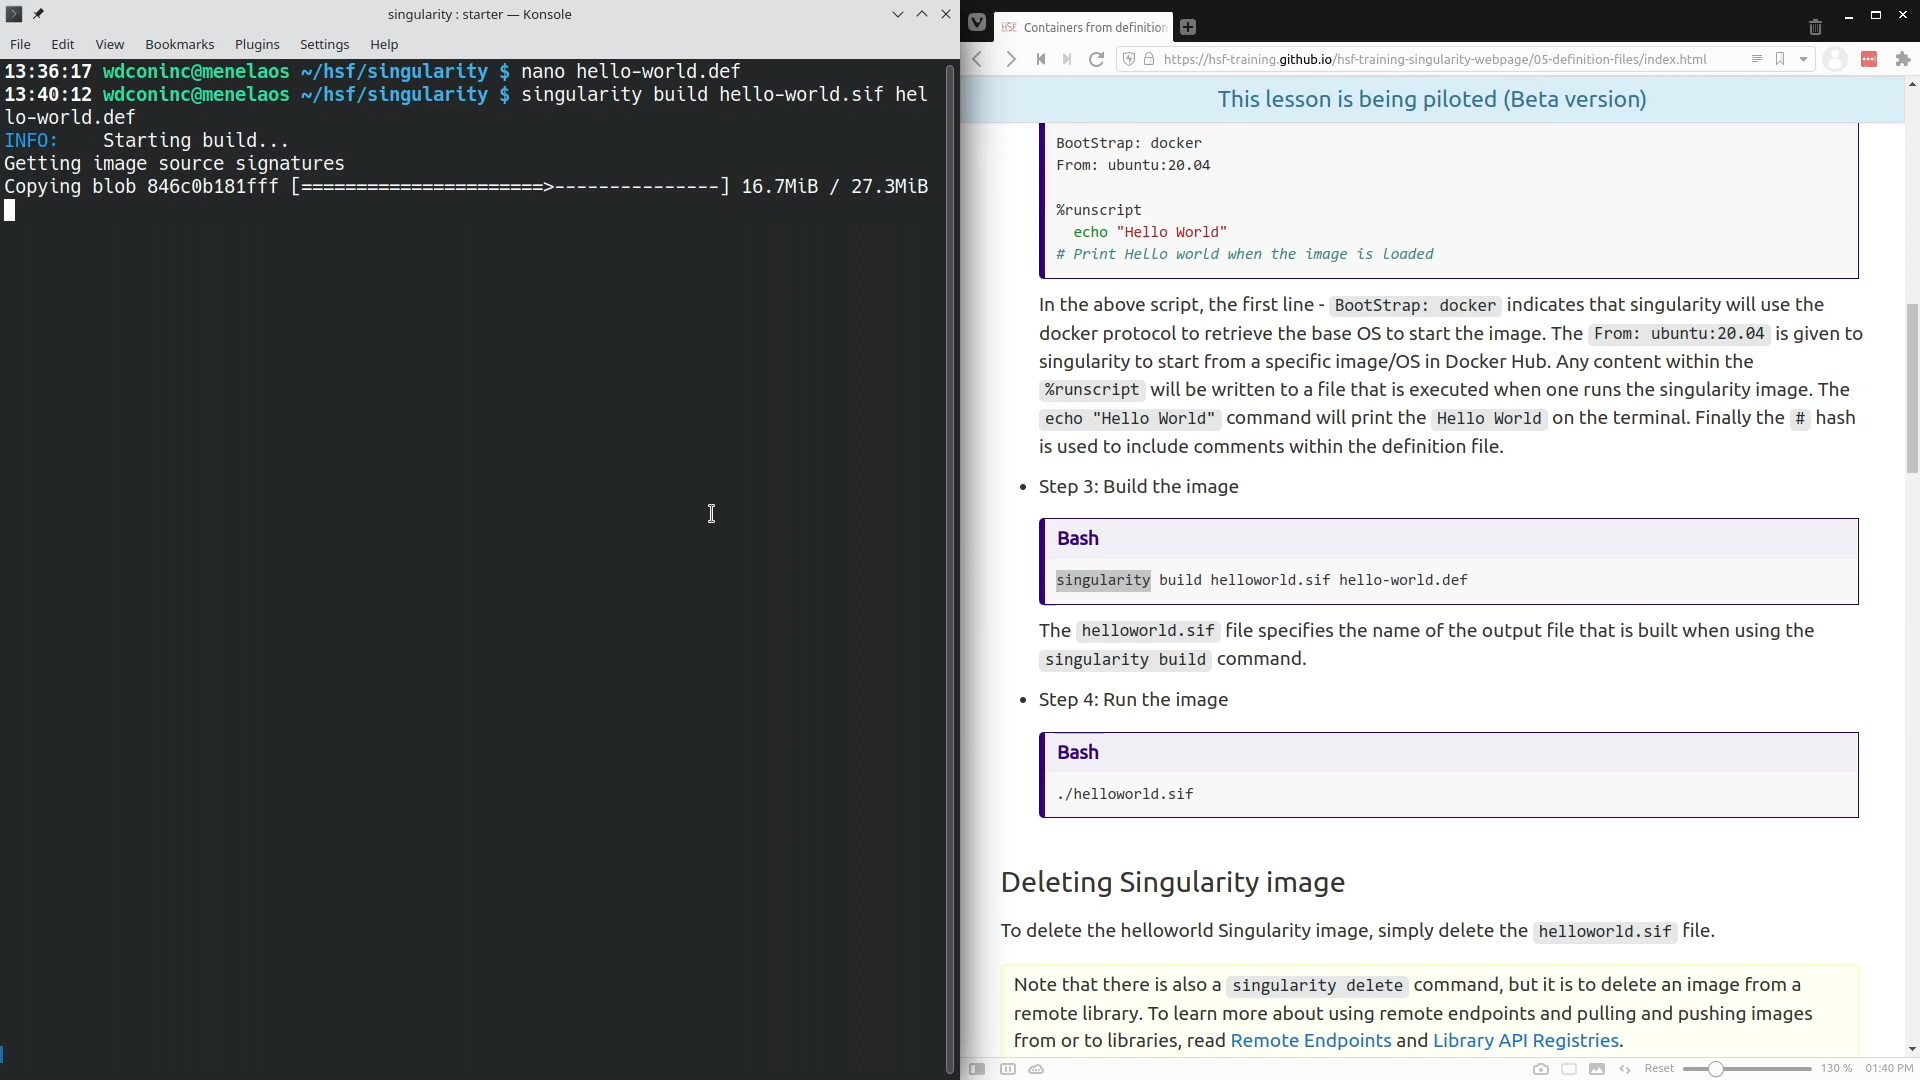 singularity : starter — Konsole
File Edit View Bookmarks Plugins Settings Help
13:36:17 wdconinc@menelaos ~/hsf/singularity $ nano hello-world.def
13:40:12 wdconinc@menelaos ~/hsf/singularity $ singularity build hello-world.sif hel
lo-world.def
INFO:    Starting build...
Getting image source signatures
Copying blob 846c0b181fff [======================>---------------] 16.7MiB / 27.3MiB
HSF Containers from definition
https://hsf-training.github.io/hsf-training-singularity-webpage/05-definition-files/index.html
This lesson is being piloted (Beta version)
BootStrap: docker
From: ubuntu:20.04
%runscript
echo "Hello World"
# Print Hello world when the image is loaded
In the above script, the first line - BootStrap: docker indicates that singularity will use the
docker protocol to retrieve the base OS to start the image. The From: ubuntu:20.04 is given to
singularity to start from a specific image/OS in Docker Hub. Any content within the
%runscript will be written to a file that is executed when one runs the singularity image. The
echo "Hello World" command will print the Hello World on the terminal. Finally the # hash
is used to include comments within the definition file.
• Step 3: Build the image
Bash
singularity build helloworld.sif hello-world.def
The helloworld.sif file specifies the name of the output file that is built when using the
singularity build command.
• Step 4: Run the image
Bash
./helloworld.sif
Deleting Singularity image
To delete the helloworld Singularity image, simply delete the helloworld.sif file.
Note that there is also a singularity delete command, but it is to delete an image from a
remote library. To learn more about using remote endpoints and pulling and pushing images
from or to libraries, read Remote Endpoints and Library API Registries.
Reset 130 % 01:40 PM